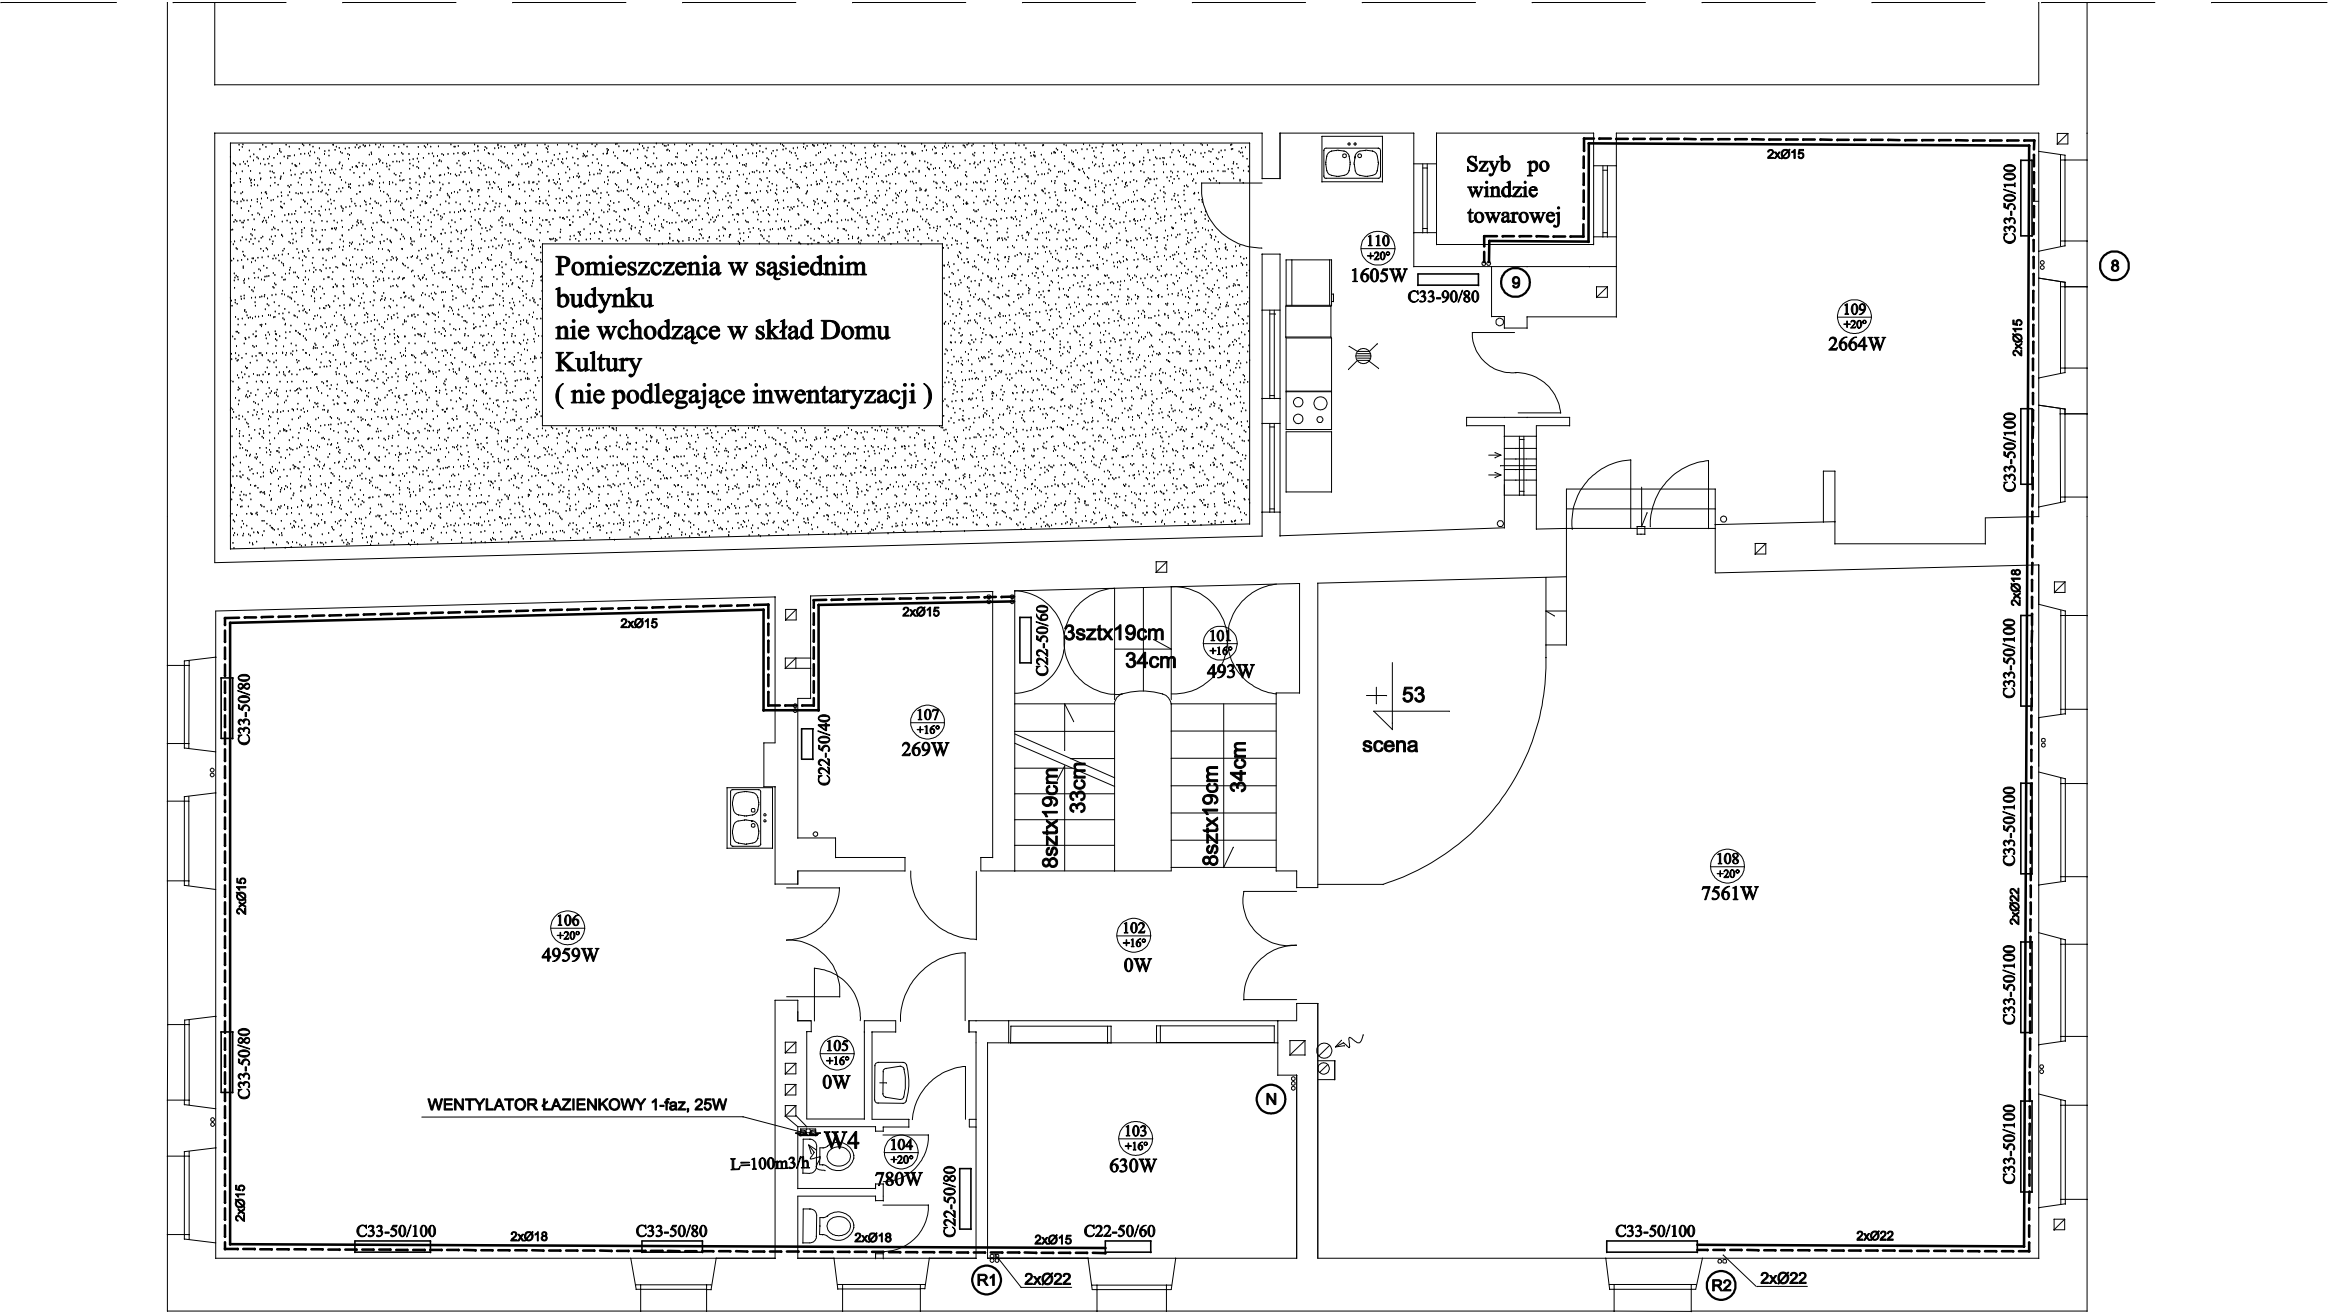 2xØ15
Szyb po
windzie
towarowej
C33-50/100
110
+20°
1605W
C33-90/80
9
8
Pomieszczenia w sąsiednim
budynku
nie wchodzące w skład Domu
Kultury
( nie podlegające inwentaryzacji )
109
+20°
2664W
2xØ15
C33-50/100
2xØ18
2xØ15
2xØ15
C22-50/60
3sztx19cm
34cm
101
+16°
493W
C33-50/100
C33-50/80
53
scena
107
+16°
269W
C22-50/40
8sztx19cm
33cm
8sztx19cm
34cm
C33-50/100
108
+20°
7561W
2xØ15
2xØ22
106
+20°
4959W
102
+16°
0W
C33-50/100
C33-50/80
105
+16°
0W
N
WENTYLATOR ŁAZIENKOWY 1-faz, 25W
W4
L=100m3/h
104
+20°
780W
103
+16°
630W
C33-50/100
2xØ15
C22-50/80
C33-50/100
2xØ18
C33-50/80
2xØ18
2xØ15
C22-50/60
C33-50/100
2xØ22
R1
2xØ22
R2
2xØ22